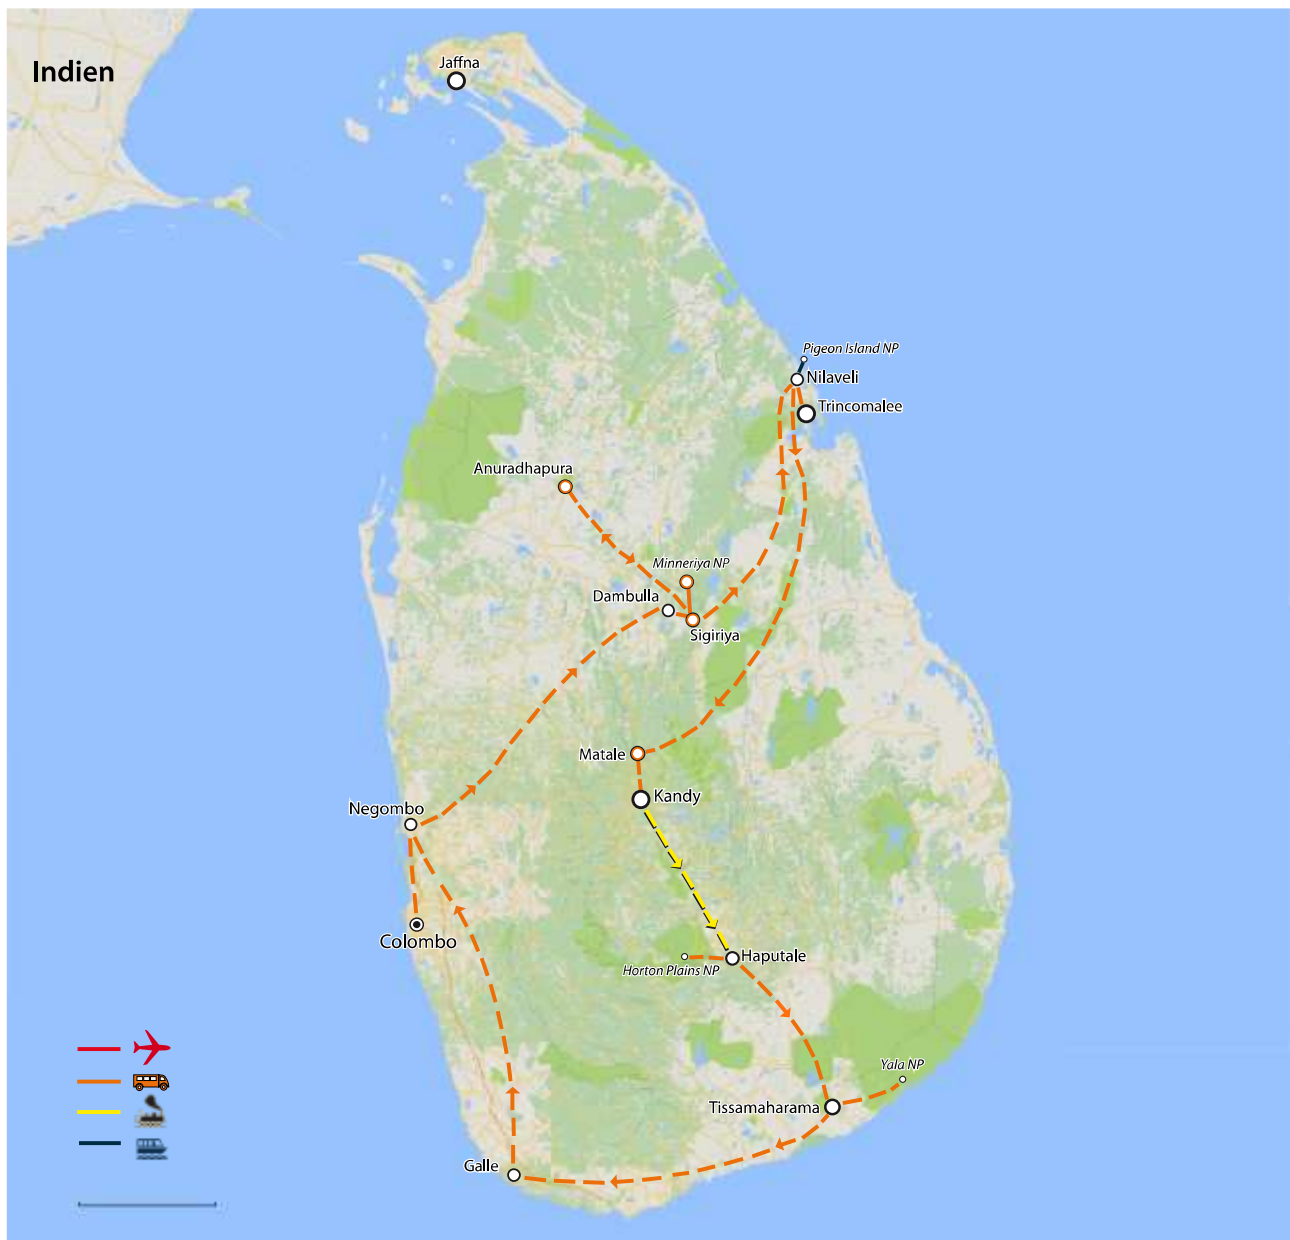 Jaffna
Indien
Pigeon Island NP
Nilaveli
Trincomalee
Anuradhapura
Minneriya NP
Dambulla
Sigiriya
Matale
Kandy
Negombo
Colombo
Haputale
Horton Plains NP
Yala NP
Tissamaharama
Galle